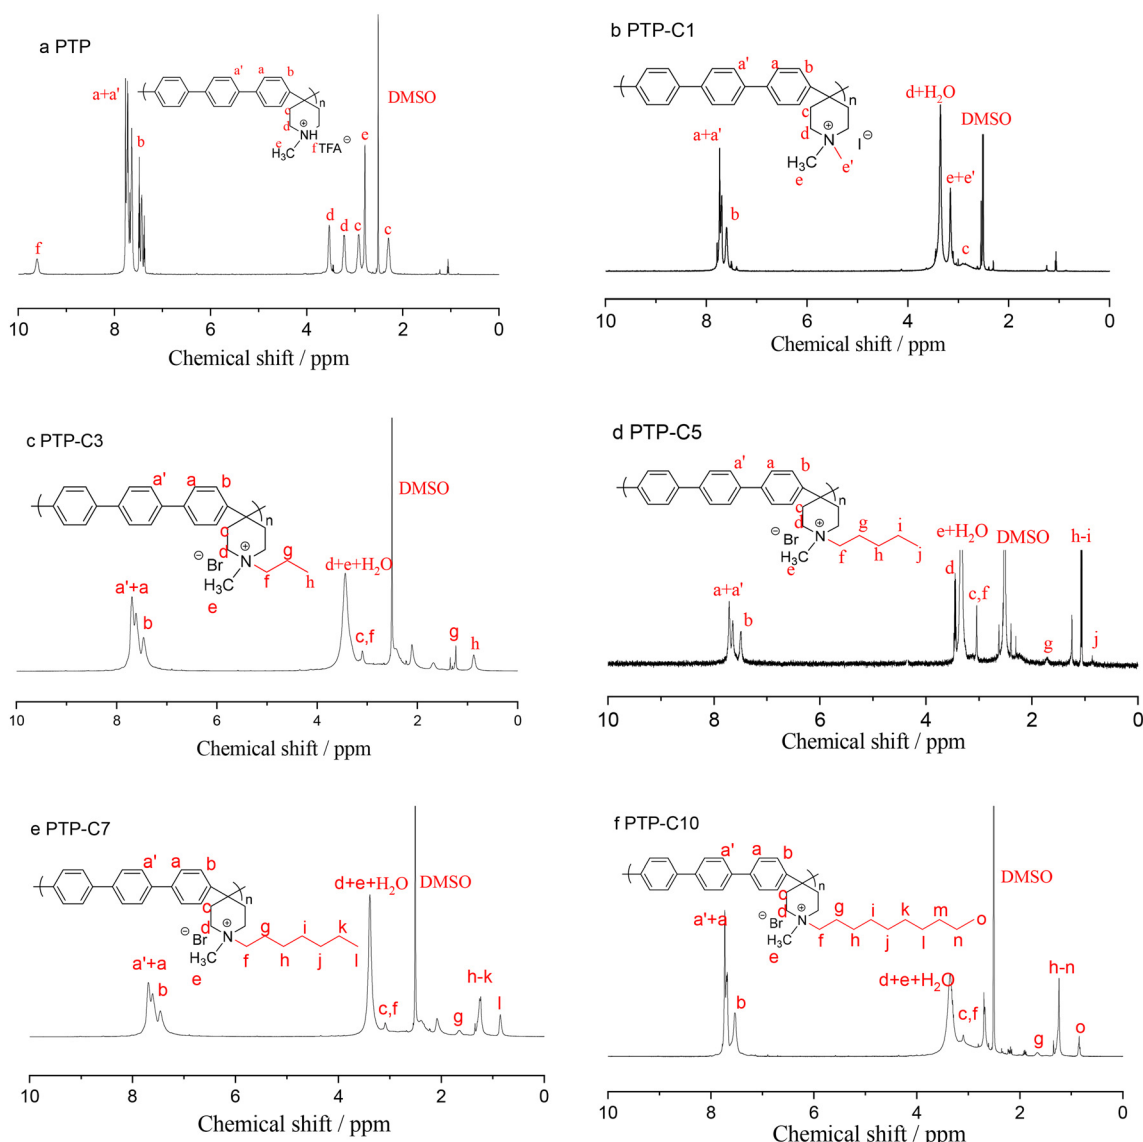 a PTP
a'
a
b
n
c
d
e
H₃C
NH
+
f
TFA⁻
a+a'
b
f
d
d
c
e
c
DMSO
10
8
6
4
2
0
Chemical shift / ppm
b PTP-C1
a'
a
b
n
c
d
N
+
I⁻
H₃C
e'
e
a+a'
b
d+H₂O
e+e'
c
DMSO
10
8
6
4
2
0
Chemical shift / ppm
c PTP-C3
a'
a
b
n
c
d
Br⁻
N
+
H₃C
e
f
g
h
a'+a
b
d+e+H₂O
c,f
DMSO
g
h
10
8
6
4
2
0
Chemical shift / ppm
d PTP-C5
a'
a
b
n
c
d
Br⁻
N
+
H₃C
e
f
g
h
i
j
a+a'
b
d
e+H₂O
c,f
DMSO
g
h-i
j
10
8
6
4
2
0
Chemical shift / ppm
e PTP-C7
a'
a
b
n
c
d
Br⁻
N
+
H₃C
e
f
g
h
i
j
k
l
a'+a
b
d+e+H₂O
c,f
DMSO
g
h-k
l
10
8
6
4
2
0
Chemical shift / ppm
f PTP-C10
a'
a
b
n
c
d
Br⁻
N
+
H₃C
e
f
g
h
i
j
k
l
m
n
o
a'+a
b
d+e+H₂O
c,f
DMSO
g
h-n
o
10
8
6
4
2
0
Chemical shift / ppm